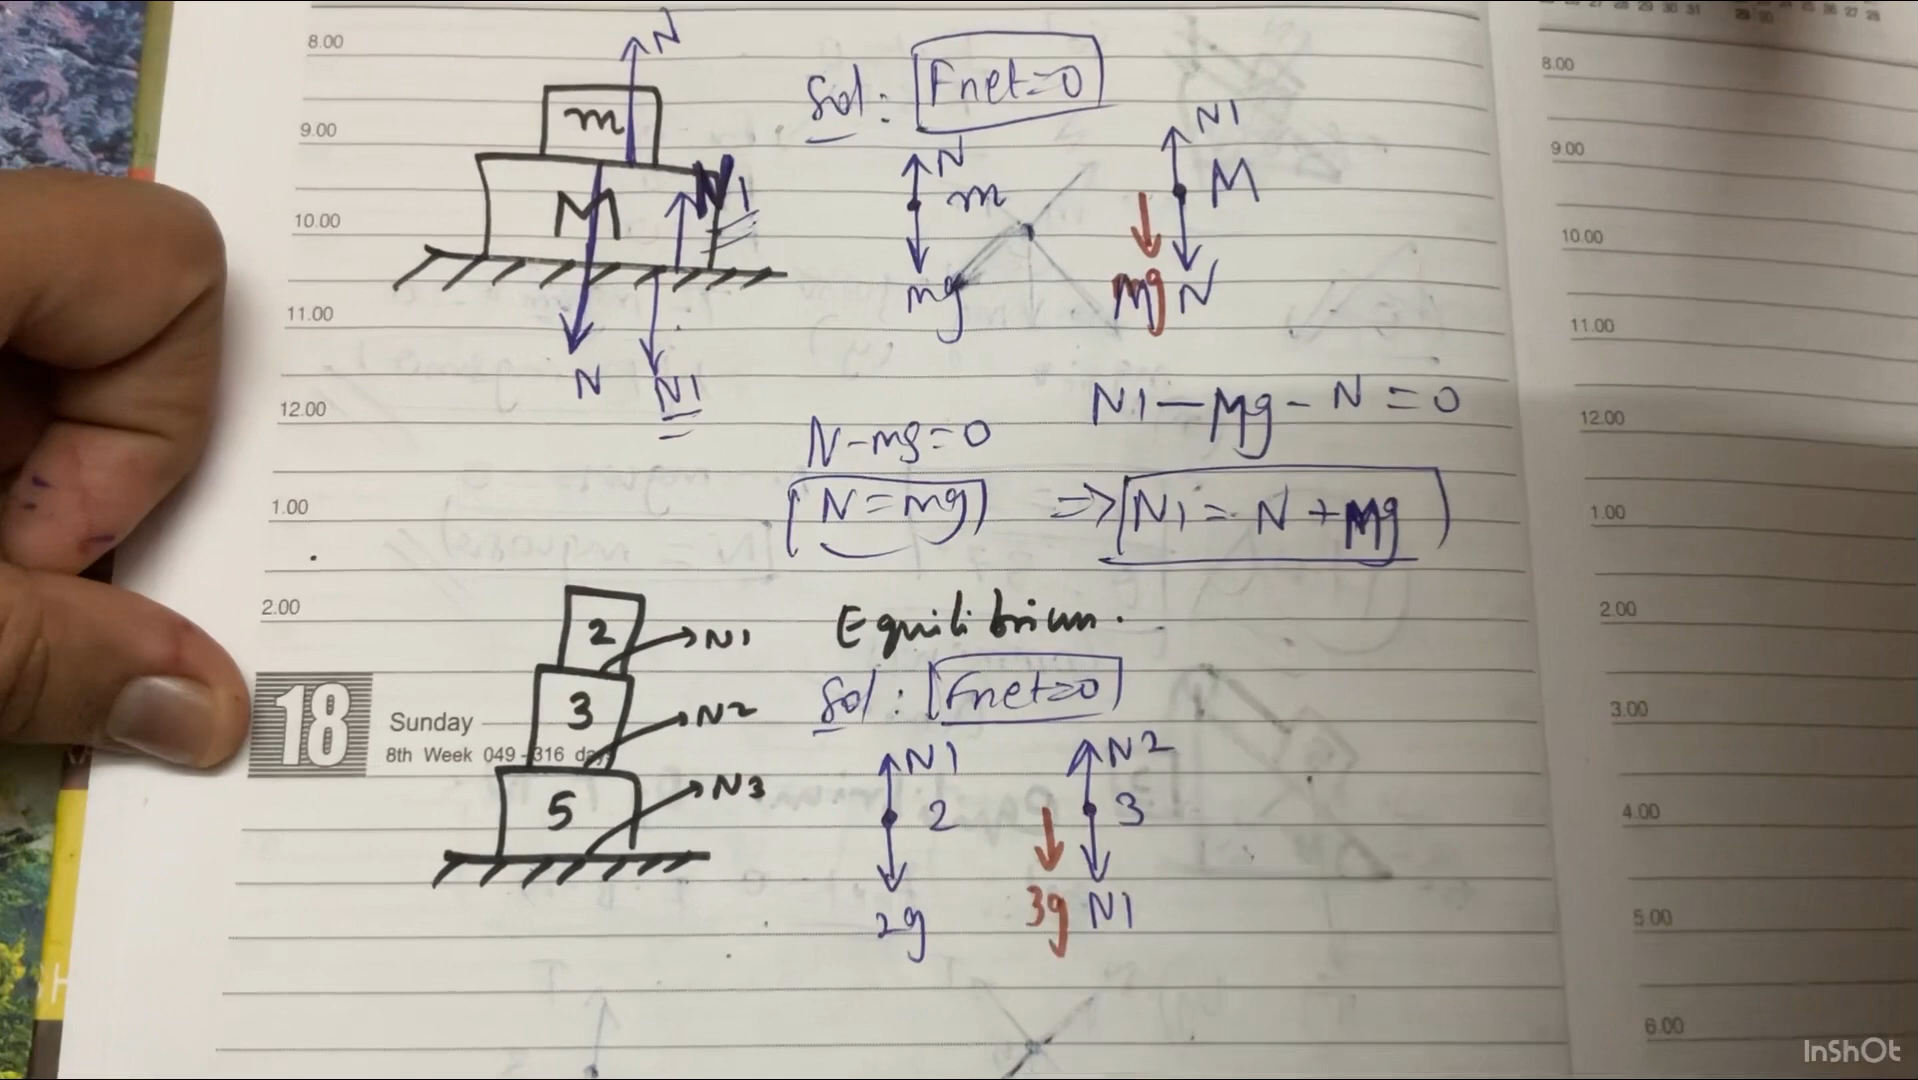 8.00
N
m
9.00
M
N1
10.00
11.00
N
N1
12.00
1.00
Sol: Fnet=0
N
m
mg
N1
M
Mg N
N-mg=0
N=mg
N1-Mg-N=0
=> N1=N+Mg
2.00
2
N1
3
N2
5
N3
18
Sunday
8th Week 049-316 day
Equilibrium.
Sol: Fnet=0
N1
2
2g
N2
3
3g N1
8.00
9.00
10.00
11.00
12.00
1.00
2.00
3.00
4.00
5.00
6.00
InShOt